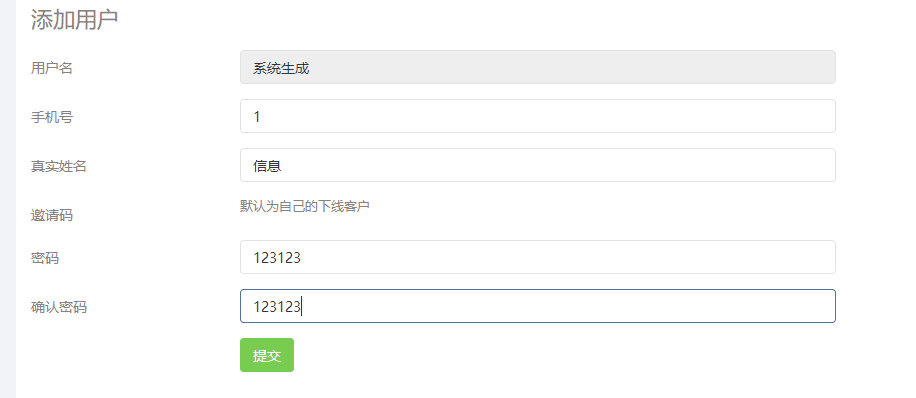 添加用户
用户名 系统生成
手机号 1
真实姓名 信息
邀请码 默认为自己的下线客户
密码 123123
确认密码 123123
提交